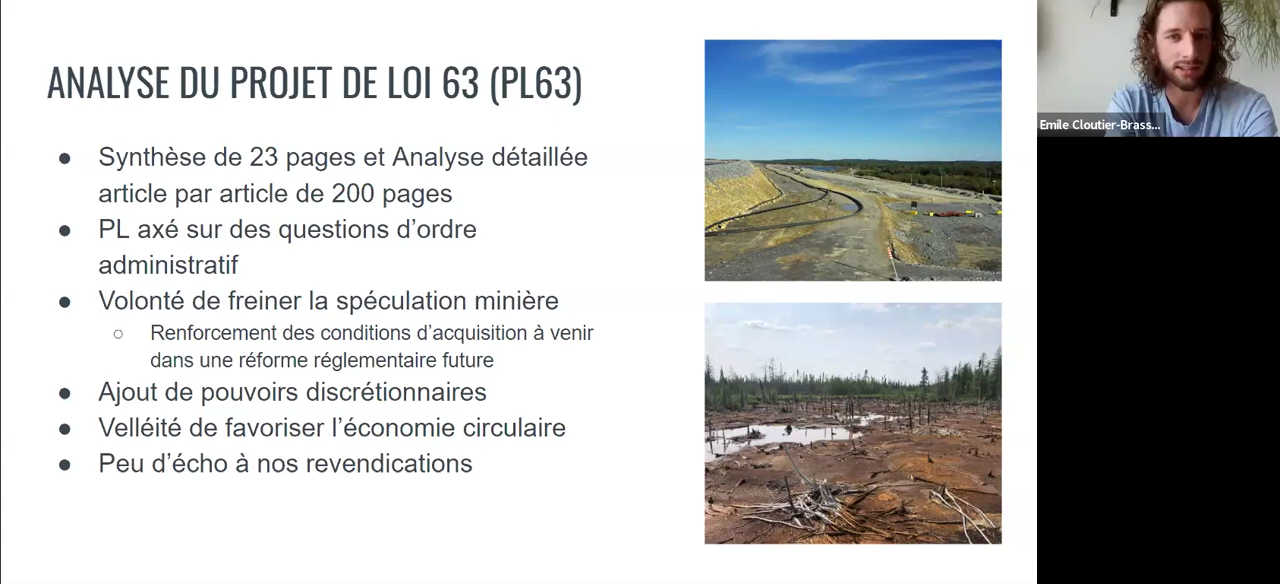 ANALYSE DU PROJET DE LOI 63 (PL63)
● Synthèse de 23 pages et Analyse détaillée
article par article de 200 pages
● PL axé sur des questions d’ordre
administratif
● Volonté de freiner la spéculation minière
○ Renforcement des conditions d’acquisition à venir
dans une réforme réglementaire future
● Ajout de pouvoirs discrétionnaires
● Velléité de favoriser l’économie circulaire
● Peu d’écho à nos revendications
Emile Cloutier-Brass...